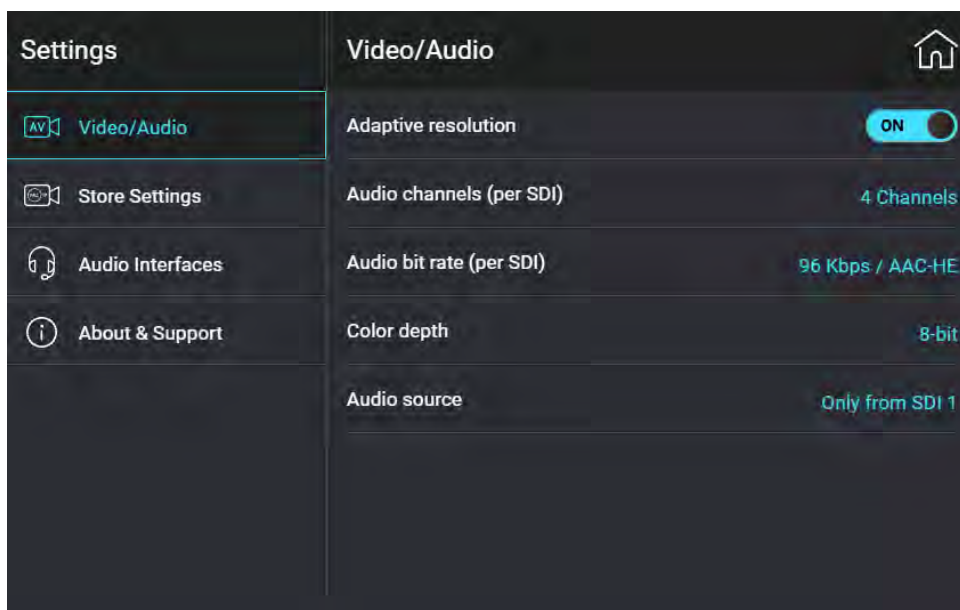 Settings
Video/Audio
AV
Video/Audio
Store Settings
Audio Interfaces
About & Support
Adaptive resolution
ON
Audio channels (per SDI)
4 Channels
Audio bit rate (per SDI)
96 Kbps / AAC-HE
Color depth
8-bit
Audio source
Only from SDI 1